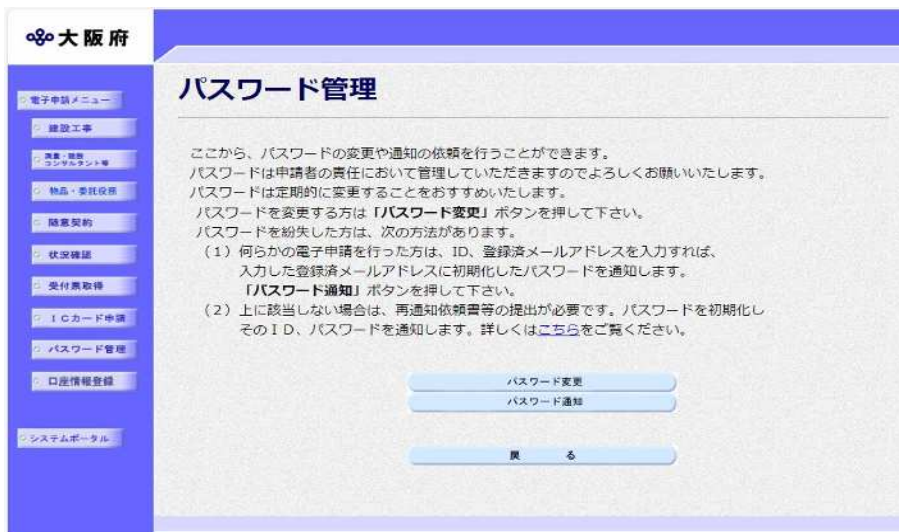 大阪府
電子申請メニュー
建設工事
測量・建設
コンサルタント等
物品・委託役務
随意契約
状況確認
受付票取得
ICカード申請
パスワード管理
口座情報登録
システムポータル
パスワード管理
ここから、パスワードの変更や通知の依頼を行うことができます。
パスワードは申請者の責任において管理していただきますのでよろしくお願いいたします。
パスワードは定期的に変更することをおすすめいたします。
パスワードを変更する方は「パスワード変更」ボタンを押して下さい。
パスワードを紛失した方は、次の方法があります。
(1)何らかの電子申請を行った方は、ID、登録済メールアドレスを入力すれば、
入力した登録済メールアドレスに初期化したパスワードを通知します。
「パスワード通知」ボタンを押して下さい。
(2)上に該当しない場合は、再通知依頼書等の提出が必要です。パスワードを初期化し
そのID、パスワードを通知します。詳しくはこちらをご覧ください。
パスワード変更
パスワード通知
戻 る